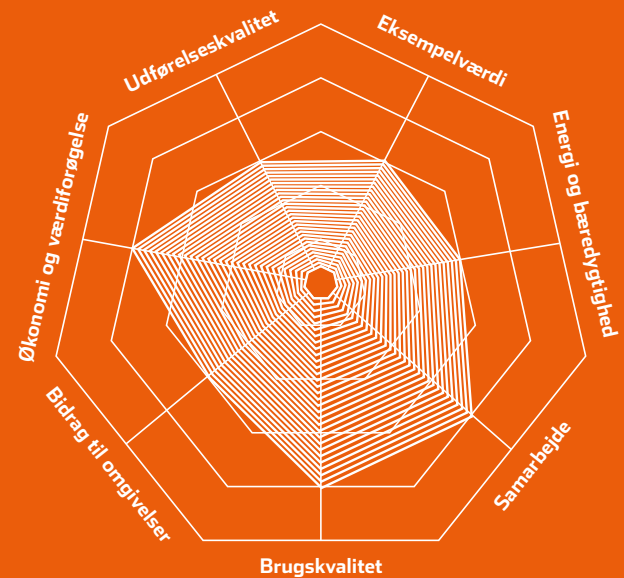 Udførelseskvalitet
Eksempelværdi
Økonomi og værdiforøgelse
Energi og bæredygtighed
Bidrag til omgivelser
Samarbejde
Brugskvalitet